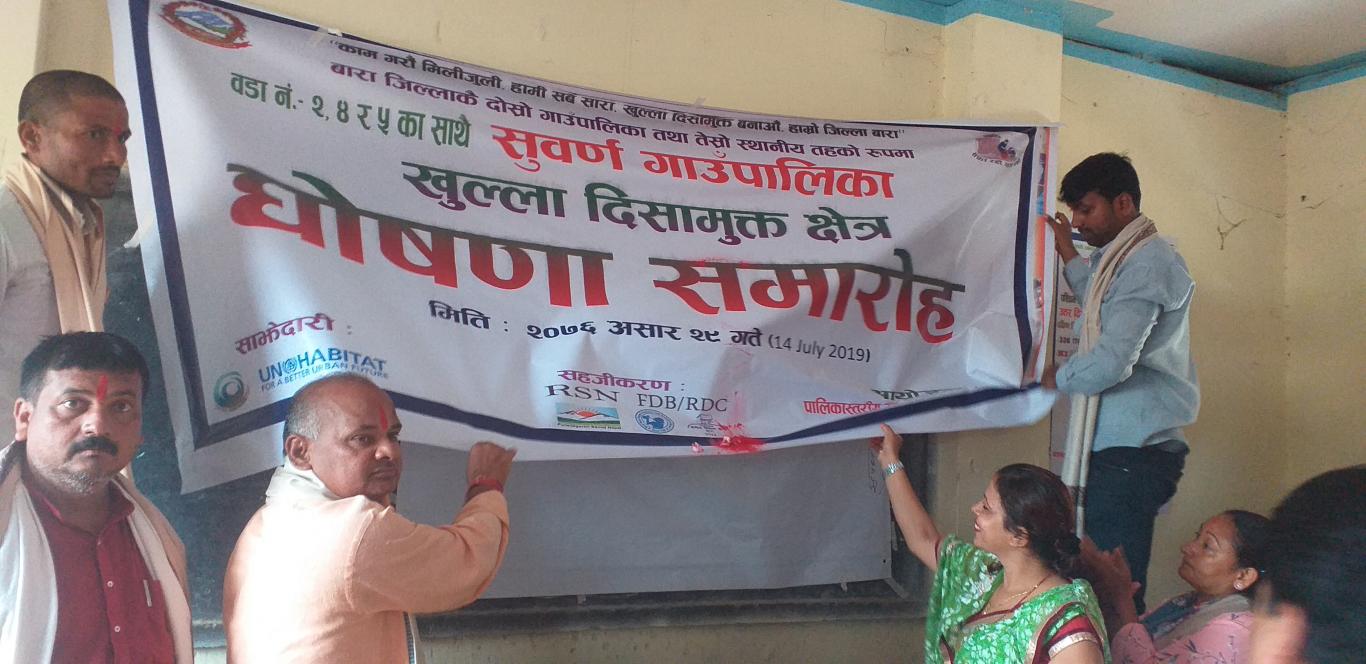 "काम गरौं मिलीजुली, हामी सब सारा, खुल्ला दिसामुक्त बनाऔं, हाम्रो जिल्ला बारा"
बारा जिल्लाकै दोस्रो गाउँपालिका तथा तेस्रो स्थानीय तहको रुपमा
वडा नं.- २, ४ र ५ का साथै सुवर्ण गाउँपालिका
खुल्ला दिसामुक्त क्षेत्र
घोषणा समारोह
मिति : २०७६ असार २९ गते (14 July 2019)
साझेदारी :
UN HABITAT
FOR A BETTER URBAN FUTURE
सहजीकरण :
RSN FDB/RDC
पालिकास्तरीय